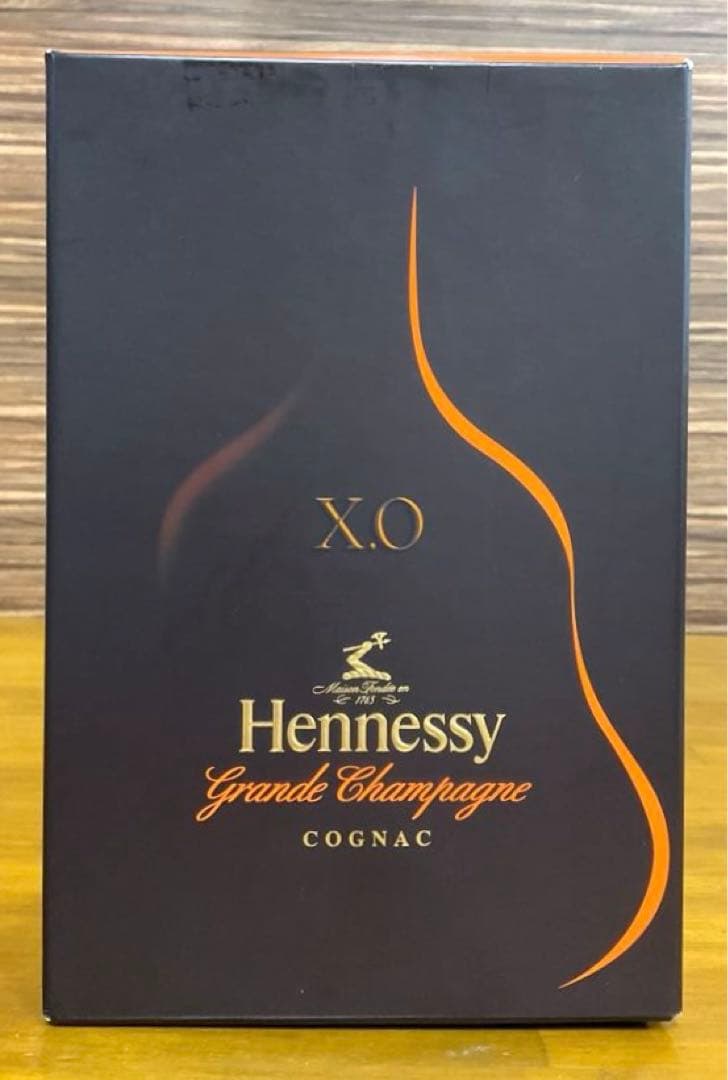 X.O
Maison Fondée en
1765
Hennessy
Grande Champagne
COGNAC